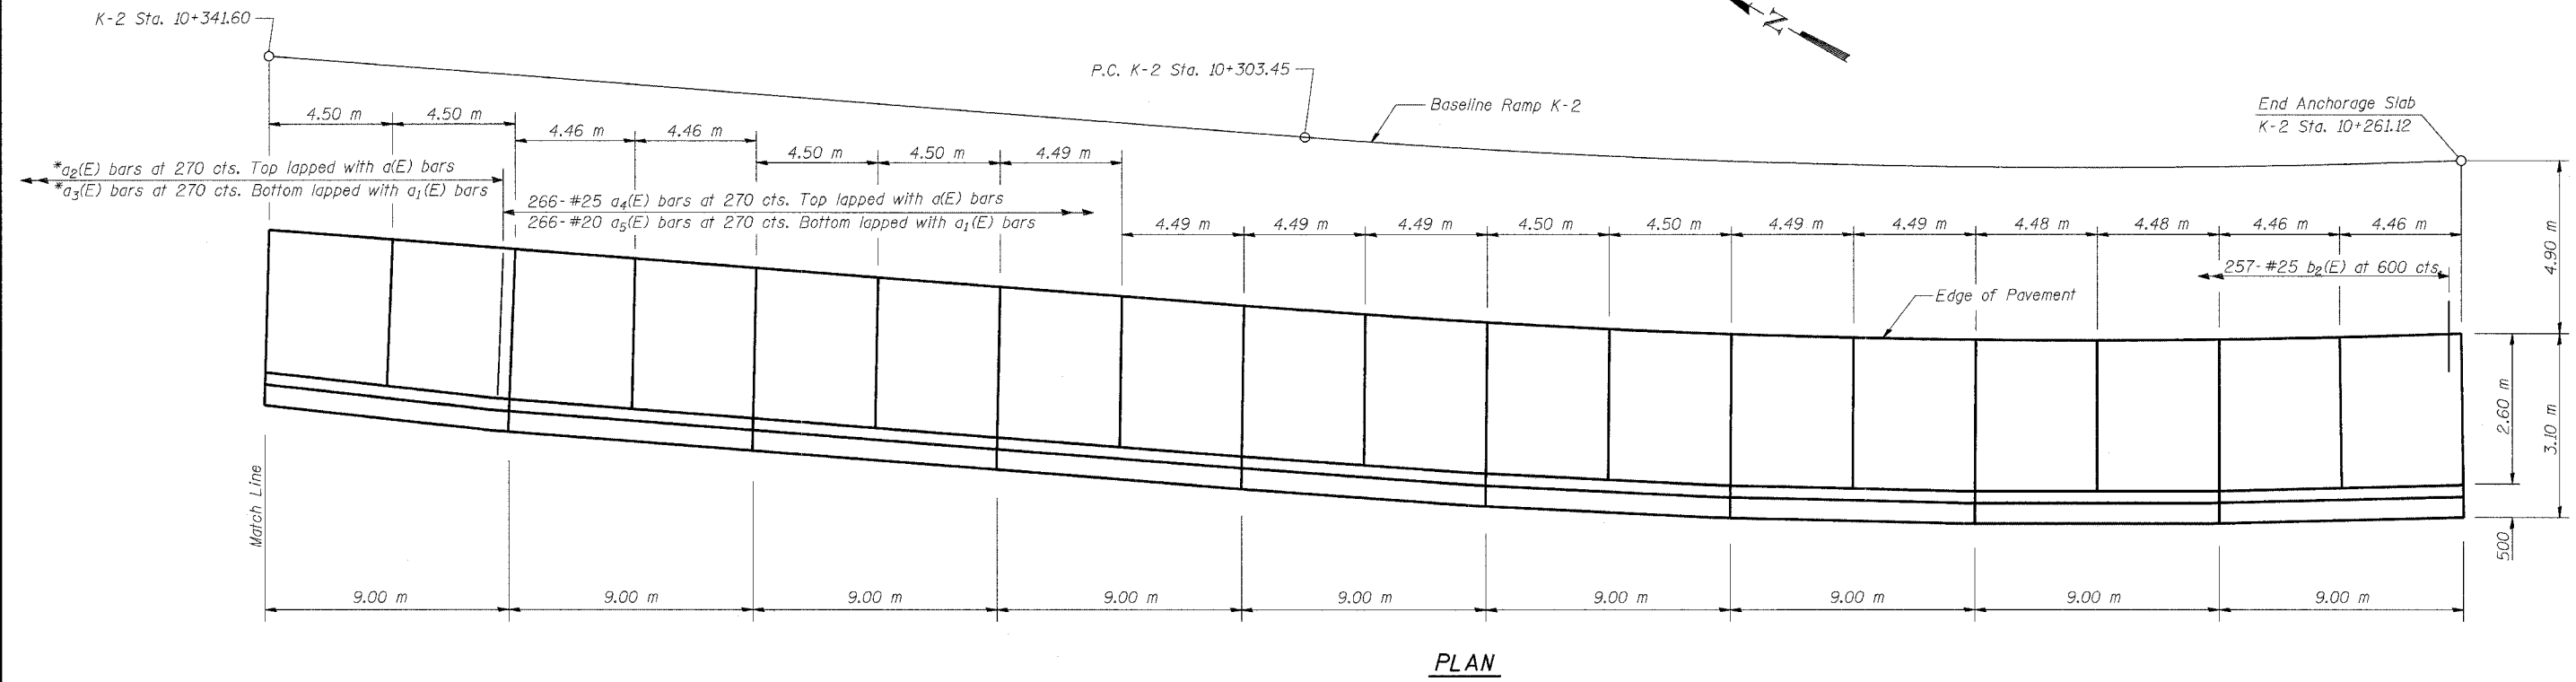 K-2 Sta. 10+341.60
N
P.C. K-2 Sta. 10+303.45
Baseline Ramp K-2
End Anchorage Slab
K-2 Sta. 10+261.12
4.50 m
4.50 m
4.46 m
4.46 m
4.50 m
4.50 m
4.49 m
*a2(E) bars at 270 cts. Top lapped with a(E) bars
*a3(E) bars at 270 cts. Bottom lapped with a1(E) bars
266-#25 a4(E) bars at 270 cts. Top lapped with a(E) bars
266-#20 a5(E) bars at 270 cts. Bottom lapped with a1(E) bars
4.49 m
4.49 m
4.49 m
4.50 m
4.50 m
4.49 m
4.49 m
4.48 m
4.48 m
4.46 m
4.46 m
4.90 m
257-#25 b2(E) at 600 cts.
Edge of Pavement
2.60 m
3.10 m
500
Match Line
9.00 m
9.00 m
9.00 m
9.00 m
9.00 m
9.00 m
9.00 m
9.00 m
9.00 m
PLAN